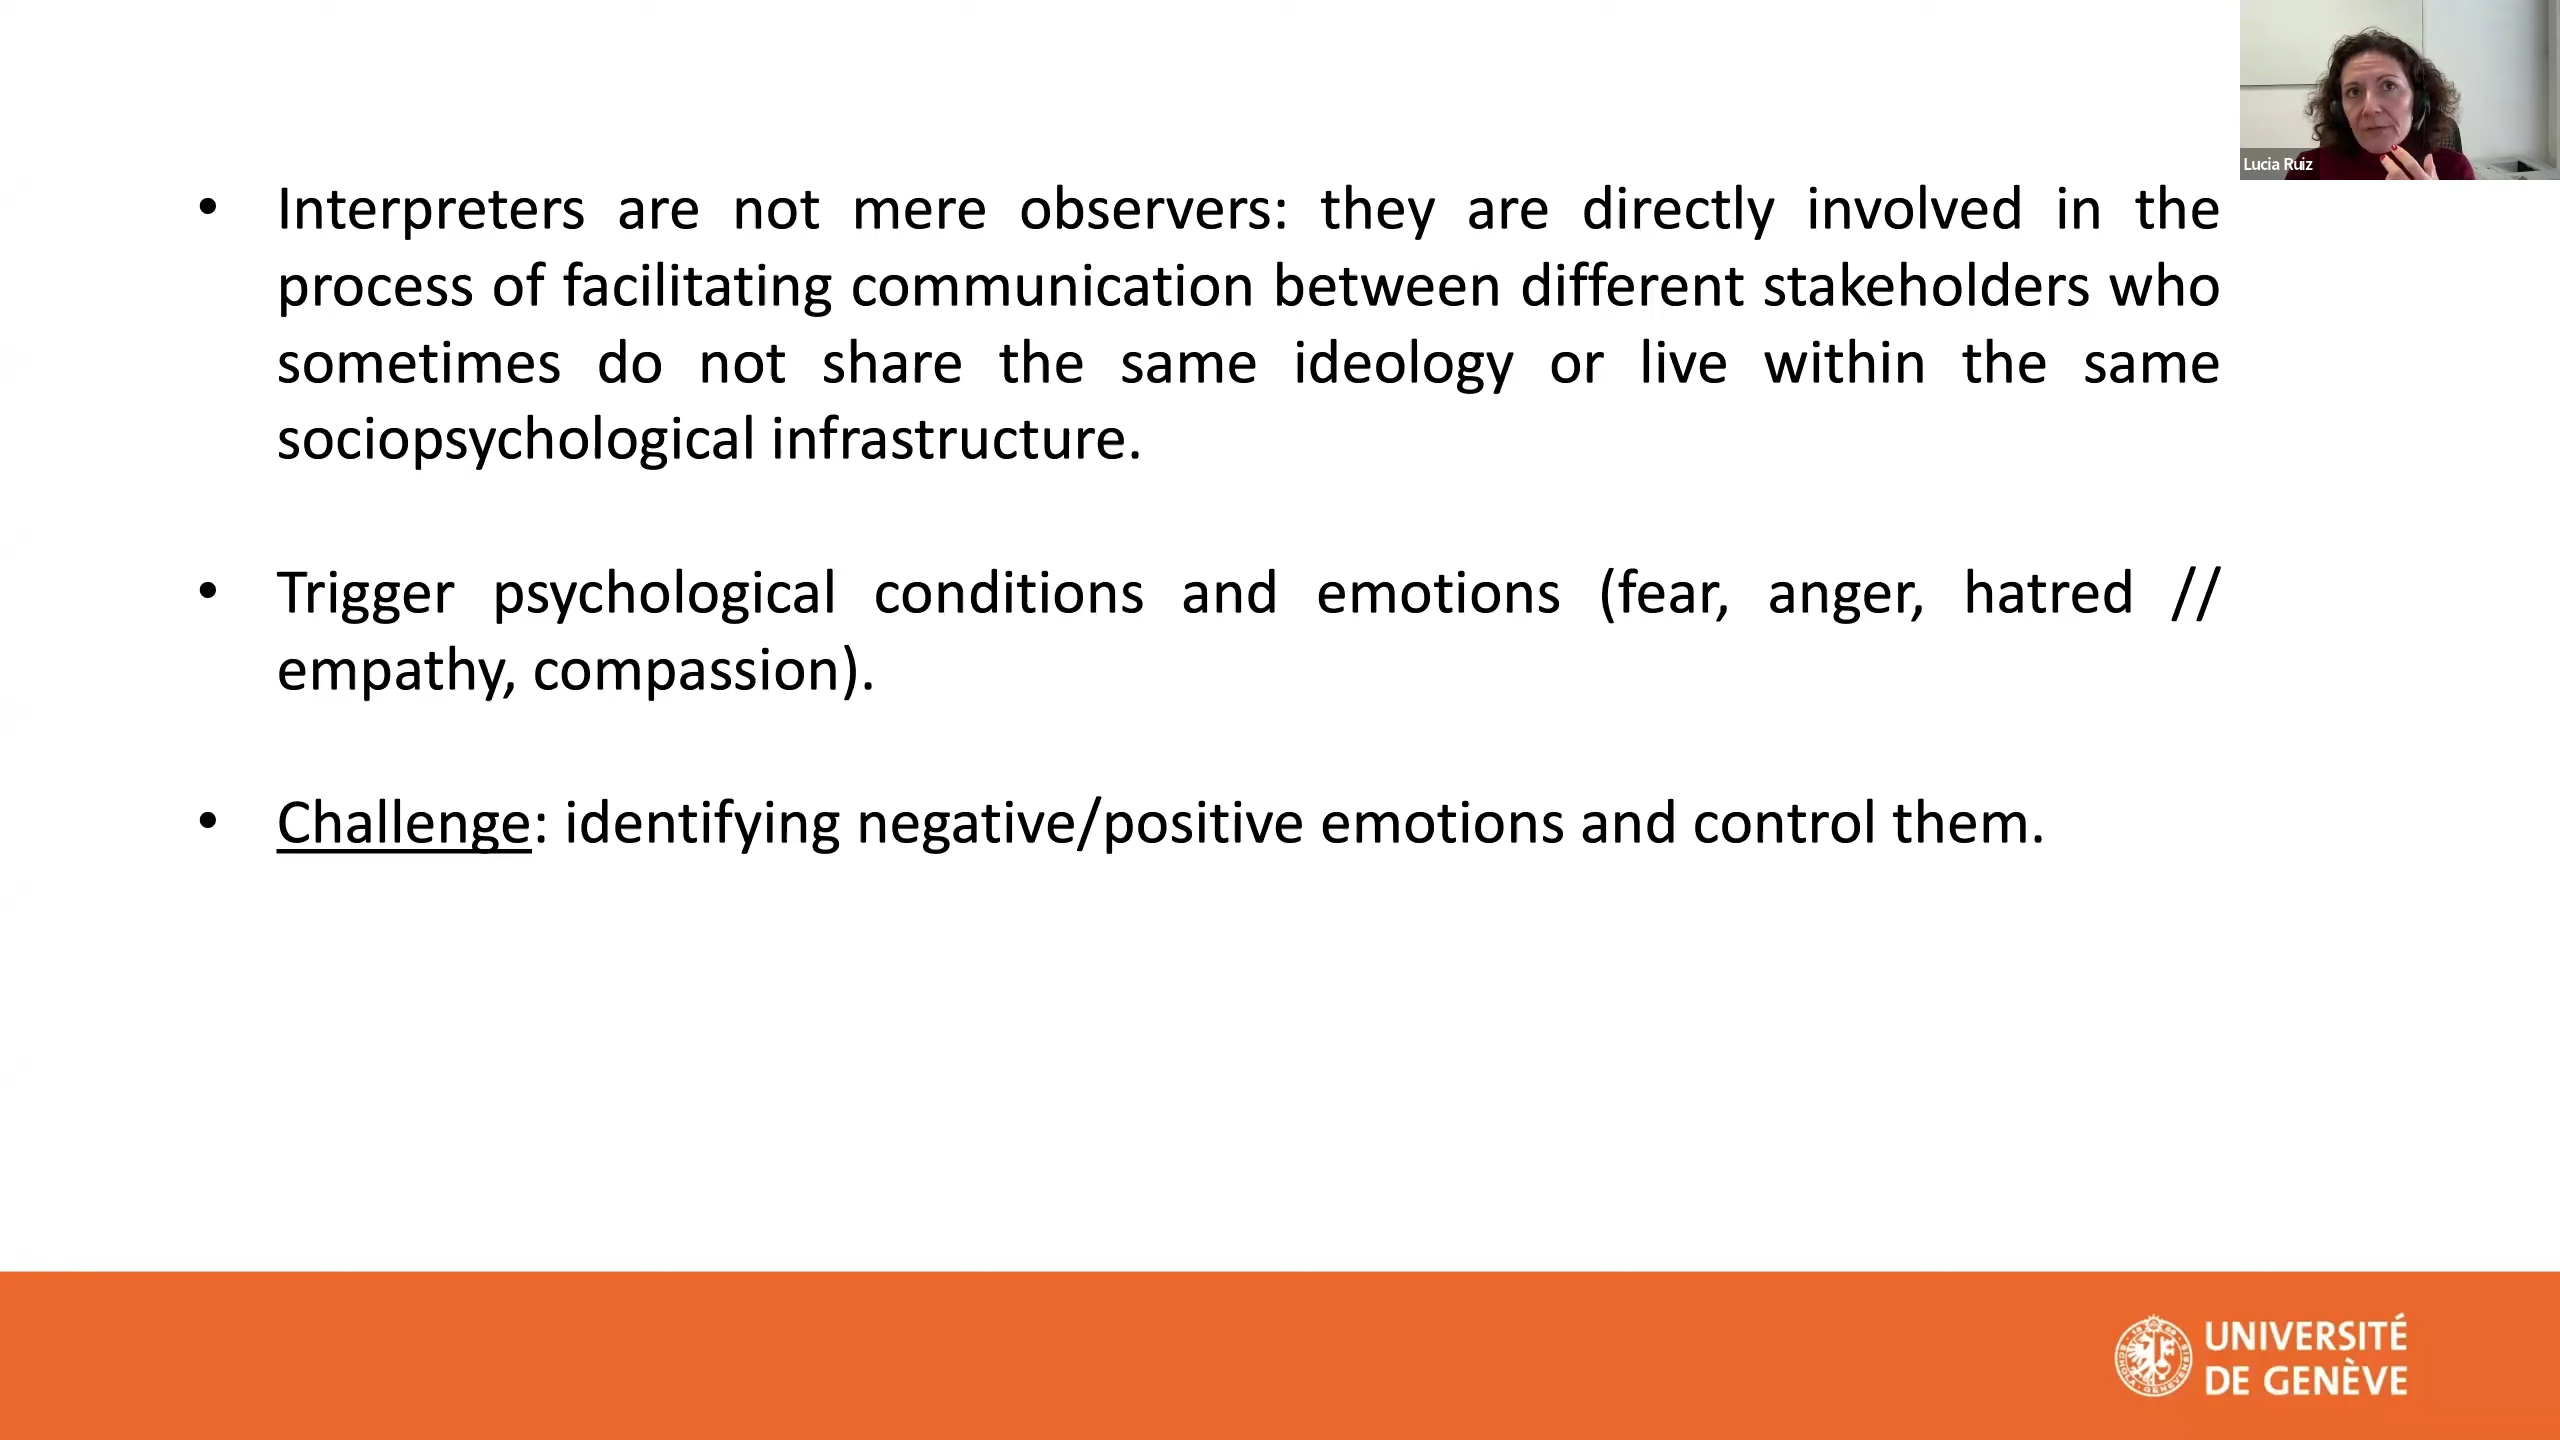 Lucia Ruiz
• Interpreters are not mere observers: they are directly involved in the
process of facilitating communication between different stakeholders who
sometimes do not share the same ideology or live within the same
sociopsychological infrastructure.
• Trigger psychological conditions and emotions (fear, anger, hatred //
empathy, compassion).
• Challenge: identifying negative/positive emotions and control them.
UNIVERSITÉ
DE GENÈVE